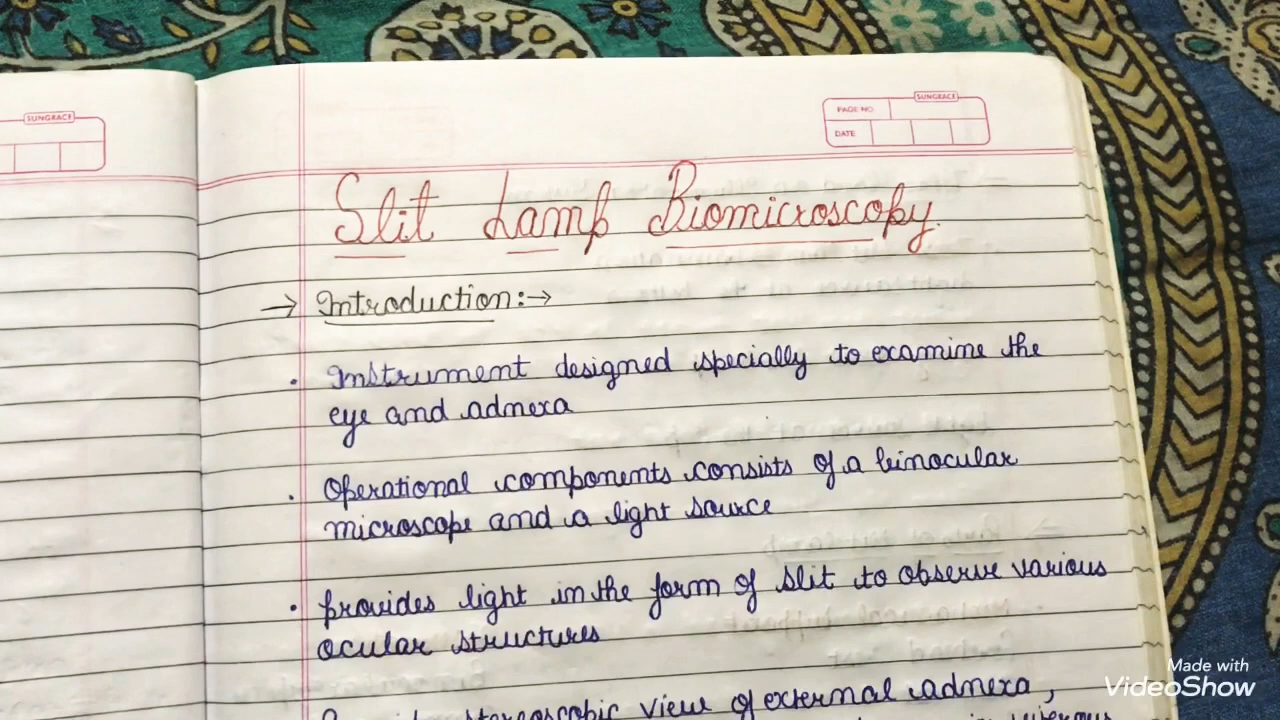 SUNGRACE
SUNGRACE
PAGE NO
DATE
Slit Lamp Biomicroscopy.
→ Introduction:→
• Instrument designed specially to examine the
eye and adnexa
• Operational components consists of a binocular
microscope and a light source
• provides light in the form of slit to observe various
ocular structures
stereoscopic view of external adnexa,
Made with
VideoShow